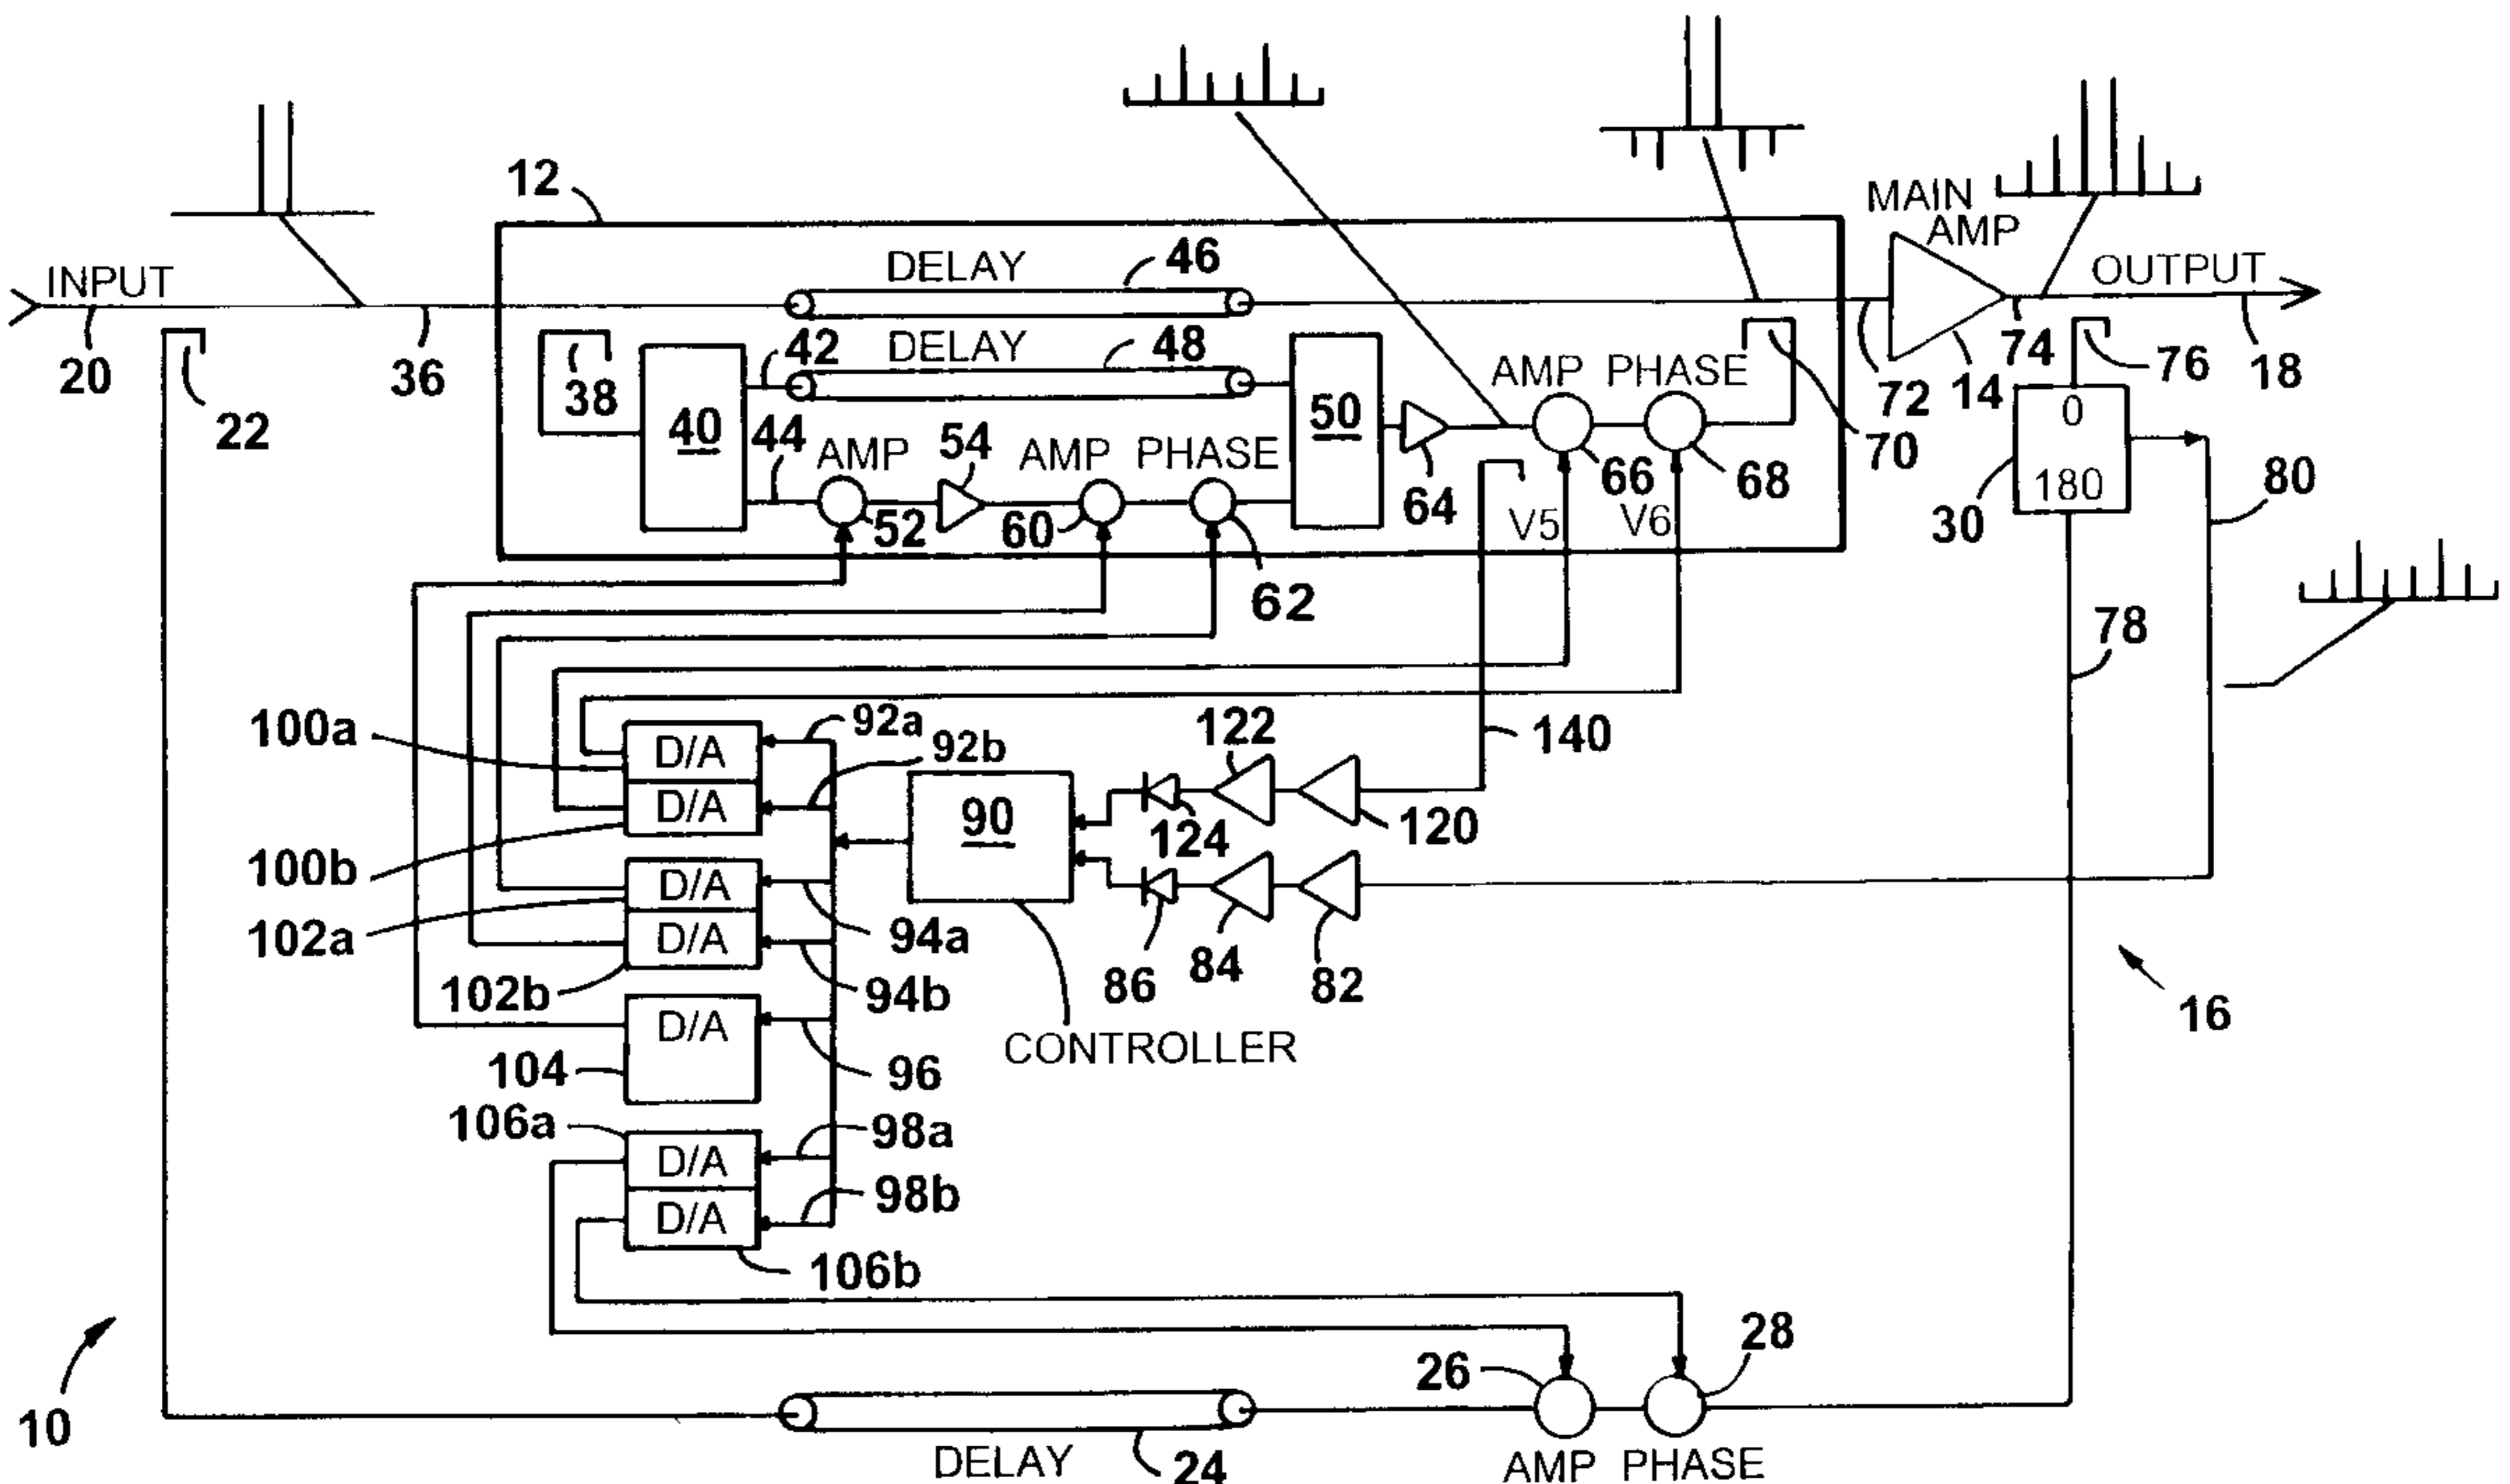 12
MAIN
AMP
INPUT
DELAY
46
OUTPUT
20
22
36
38
40
42
44
DELAY
48
50
AMP
54
AMP
PHASE
52
60
62
64
AMP
PHASE
66
68
70
72
14
74
76
18
V5
V6
0
180
30
80
78
100a
100b
102a
102b
104
106a
106b
D/A
D/A
D/A
D/A
D/A
D/A
D/A
92a
92b
94a
94b
96
98a
98b
90
CONTROLLER
122
124
120
140
86
84
82
16
10
DELAY
24
26
28
AMP
PHASE